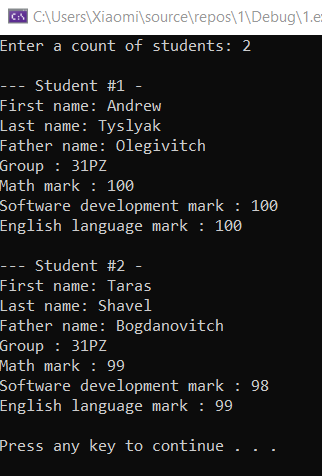 C:\Users\Xiaomi\source\repos\1\Debug\1.ex
Enter a count of students: 2
--- Student #1 -
First name: Andrew
Last name: Tyslyak
Father name: Olegivitch
Group : 31PZ
Math mark : 100
Software development mark : 100
English language mark : 100
--- Student #2 -
First name: Taras
Last name: Shavel
Father name: Bogdanovitch
Group : 31PZ
Math mark : 99
Software development mark : 98
English language mark : 99
Press any key to continue . . .